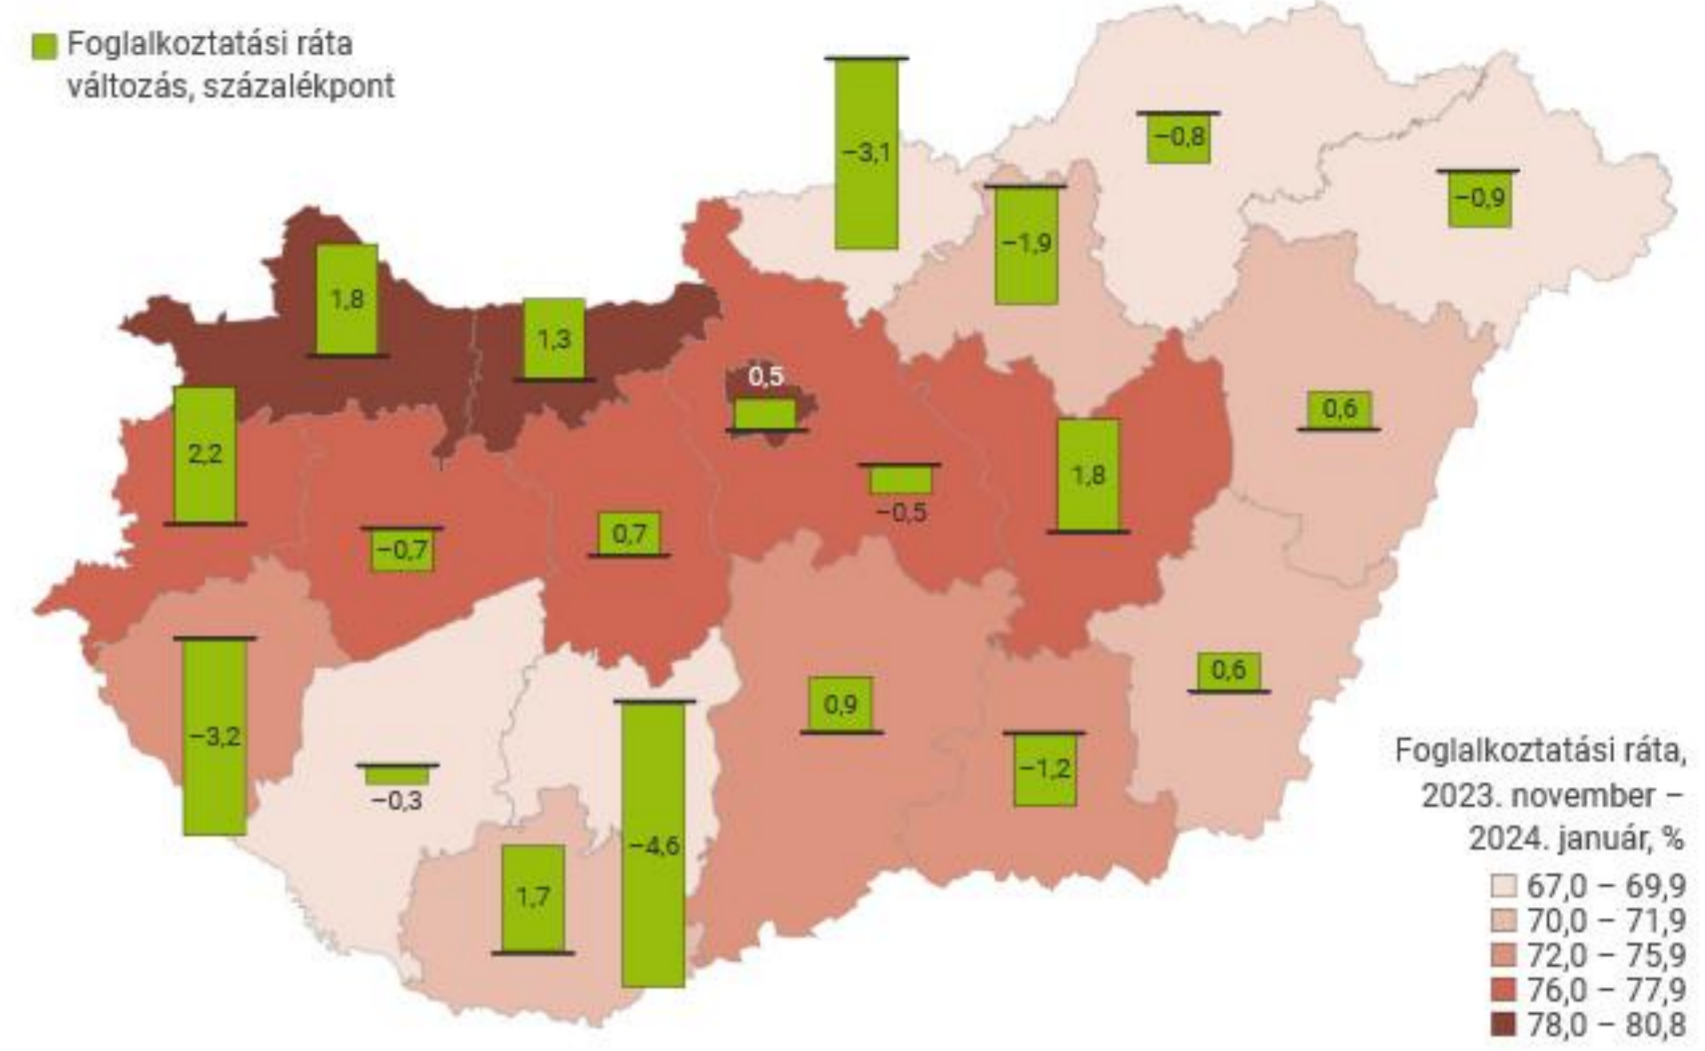 Foglalkoztatási ráta
változás, százalékpont
−3,1
−0,8
−0,9
−1,9
1,8
1,3
0,5
0,6
2,2
1,8
−0,5
0,7
−0,7
0,6
0,9
−3,2
−1,2
−0,3
−4,6
1,7
Foglalkoztatási ráta,
2023. november –
2024. január, %
67,0 – 69,9
70,0 – 71,9
72,0 – 75,9
76,0 – 77,9
78,0 – 80,8